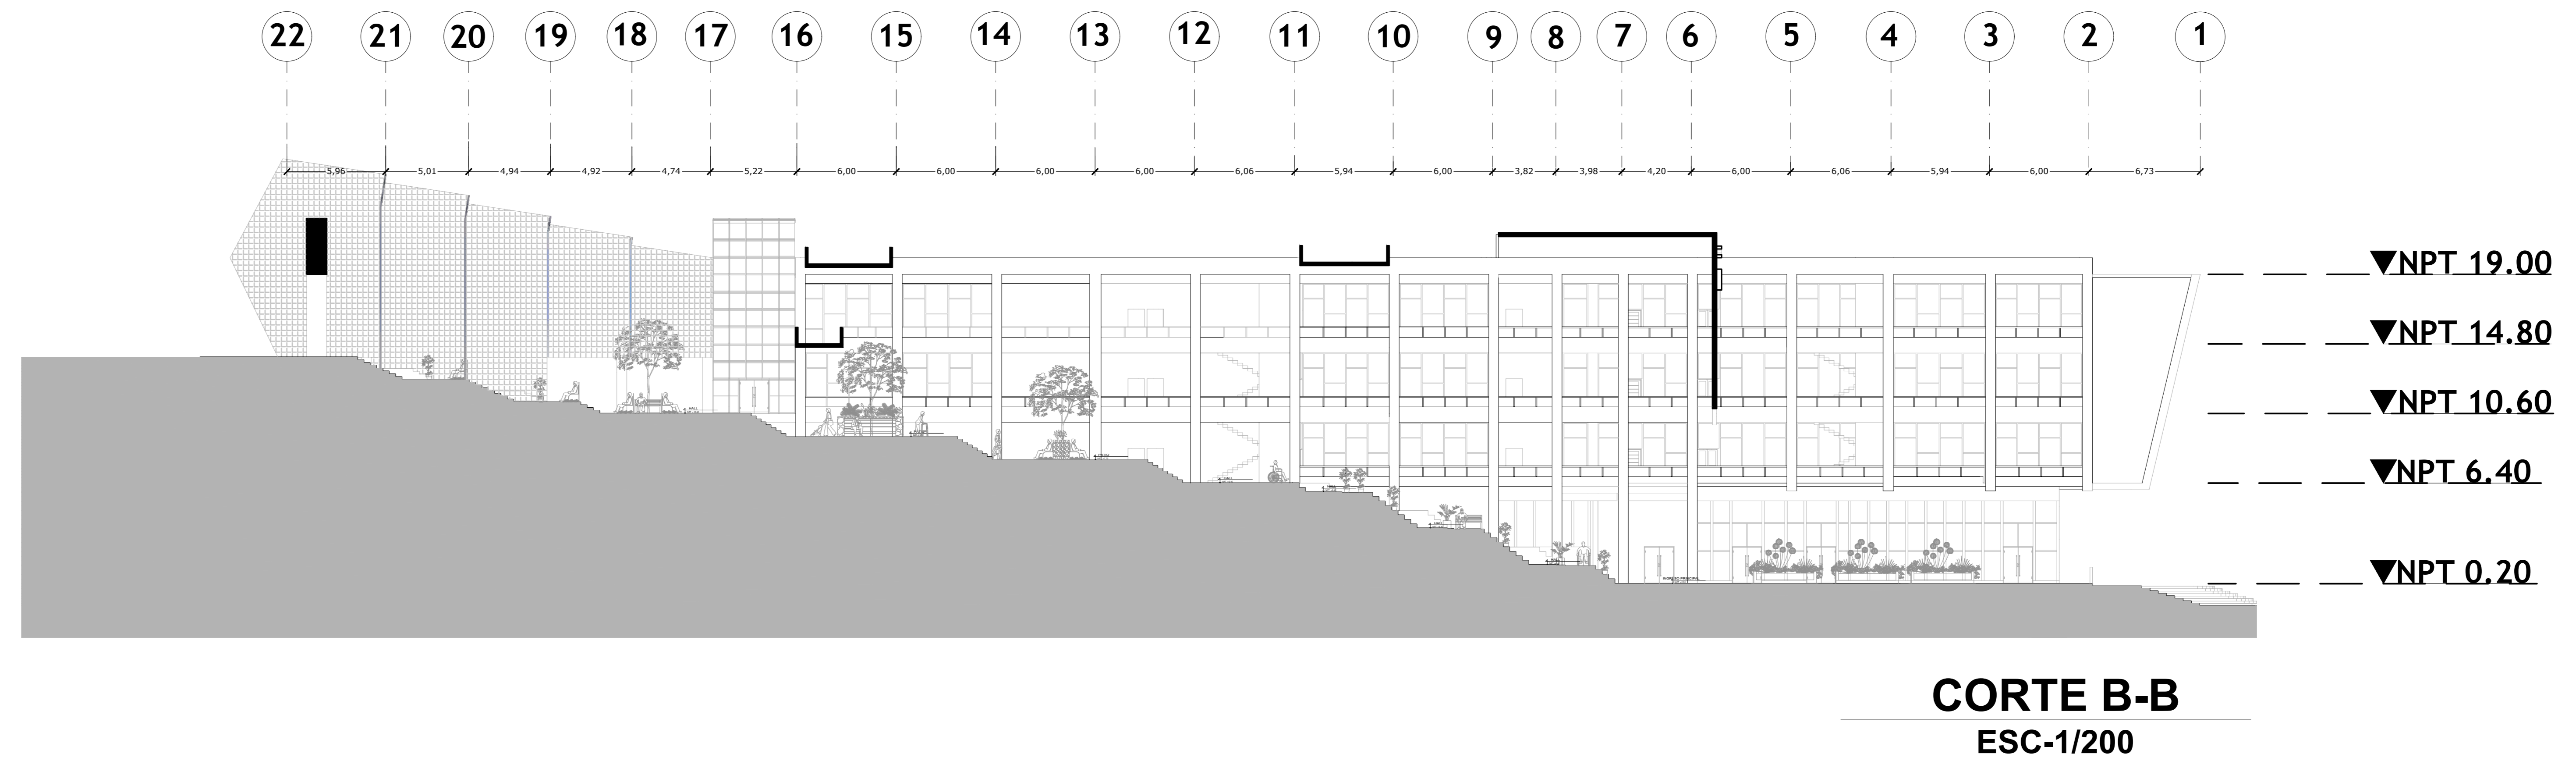 22 21 20 19 18 17 16 15 14 13 12 11 10 9 8 7 6 5 4 3 2 1
5,96 5,01 4,94 4,92 4,74 5,22 6,00 6,00 6,00 6,00 6,06 5,94 6,00 3,82 3,98 4,20 6,00 6,06 5,94 6,00 6,73
▼NPT 19.00
▼NPT 14.80
▼NPT 10.60
▼NPT 6.40
▼NPT 0.20
CORTE B-B
ESC-1/200